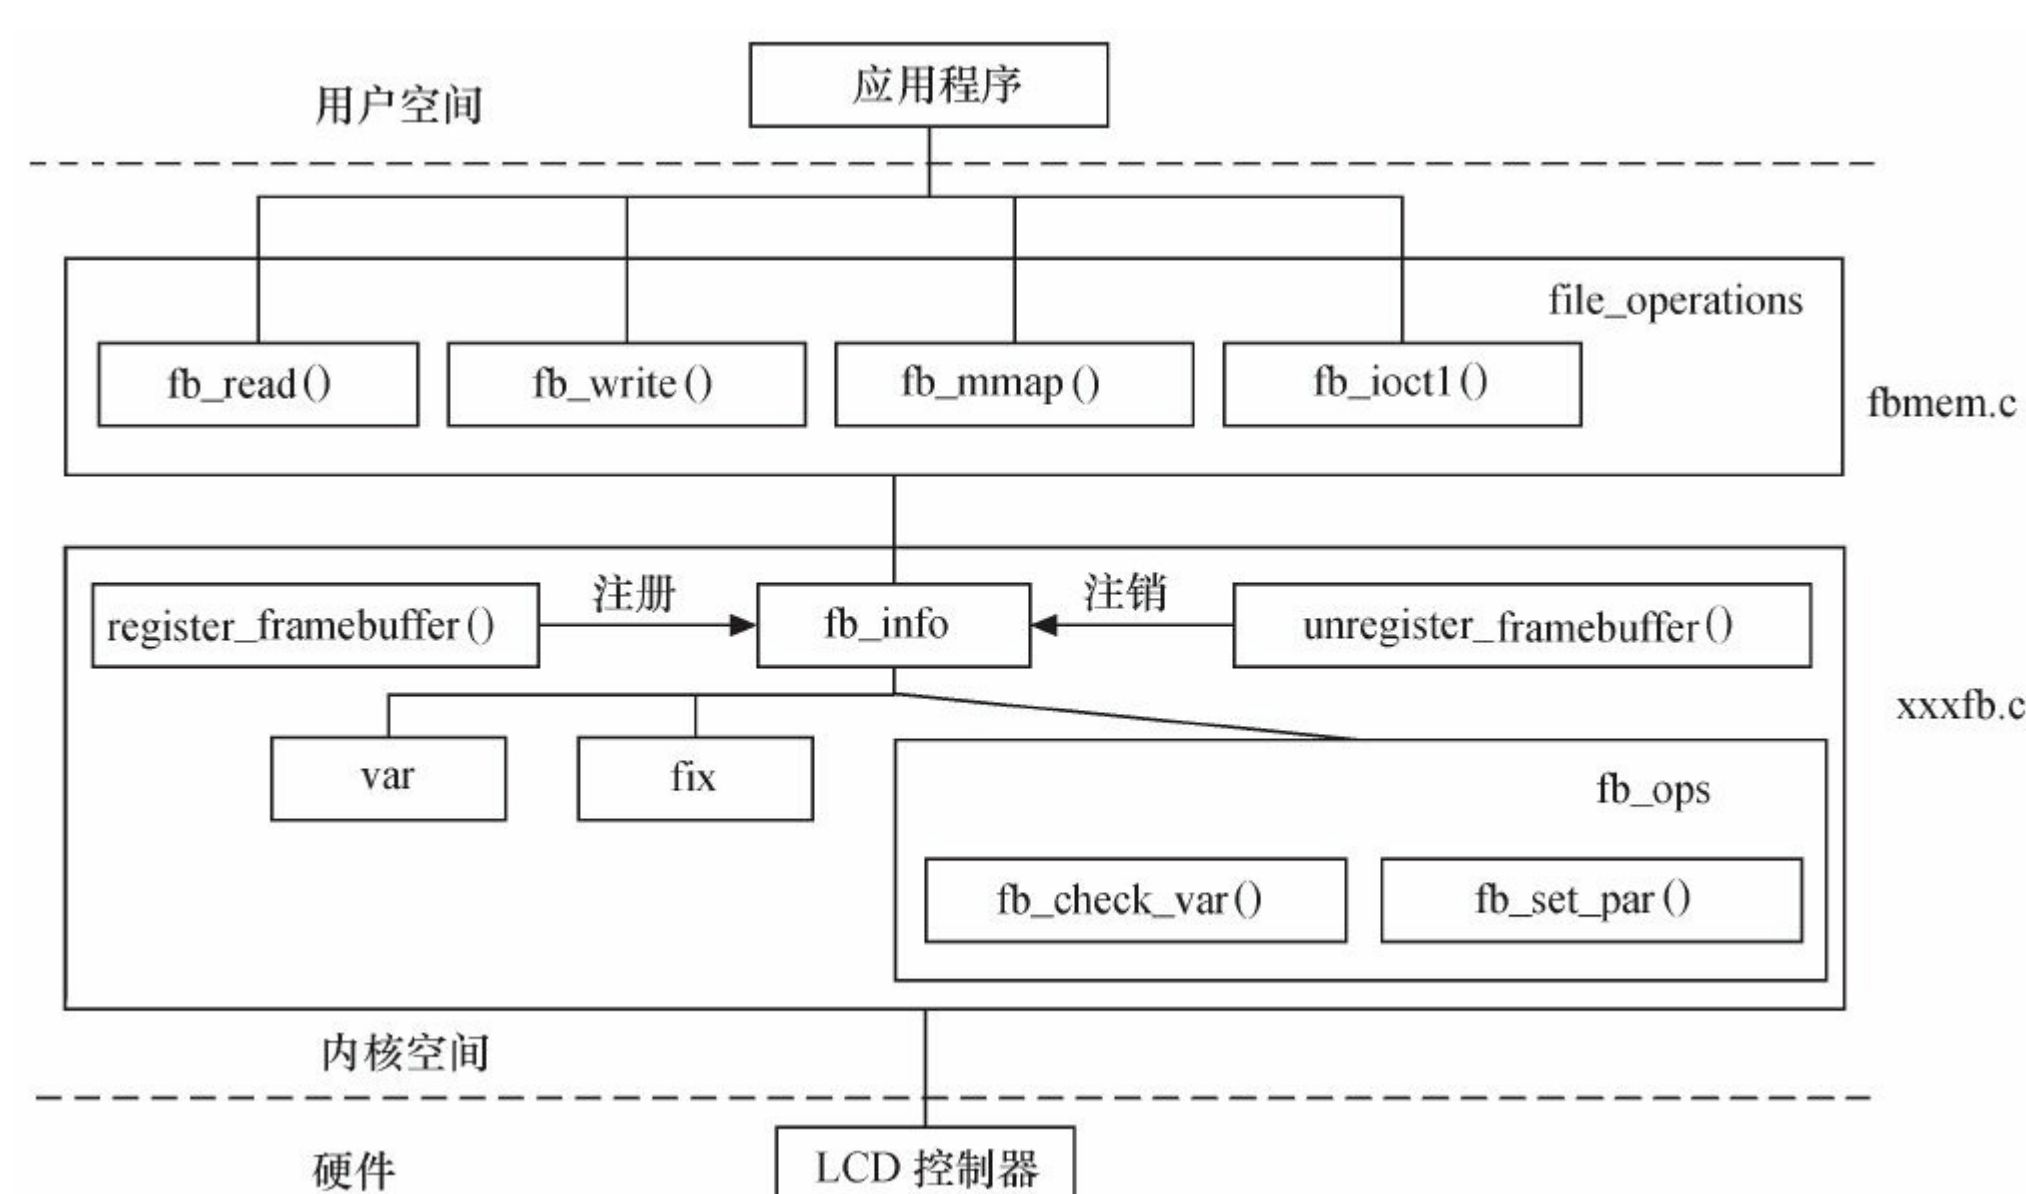 应用程序
用户空间
file_operations
fb_read()
fb_write()
fb_mmap()
fb_ioct1()
fbmem.c
register_framebuffer()
注册
fb_info
注销
unregister_framebuffer()
xxxfb.c
var
fix
fb_ops
fb_check_var()
fb_set_par()
内核空间
硬件
LCD 控制器